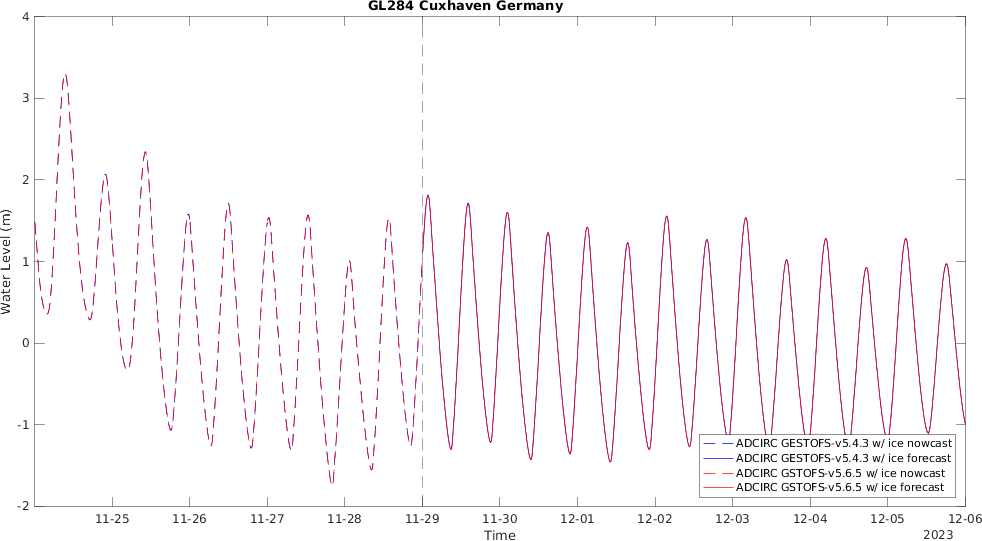 GL284 Cuxhaven Germany
4
3
2
1
0
-1
-2
Water Level (m)
ADCIRC GESTOFS-v5.4.3 w/ ice nowcast
ADCIRC GESTOFS-v5.4.3 w/ ice forecast
ADCIRC GSTOFS-v5.6.5 w/ ice nowcast
ADCIRC GSTOFS-v5.6.5 w/ ice forecast
11-25 11-26 11-27 11-28 11-29 11-30 12-01 12-02 12-03 12-04 12-05 12-06
Time
2023